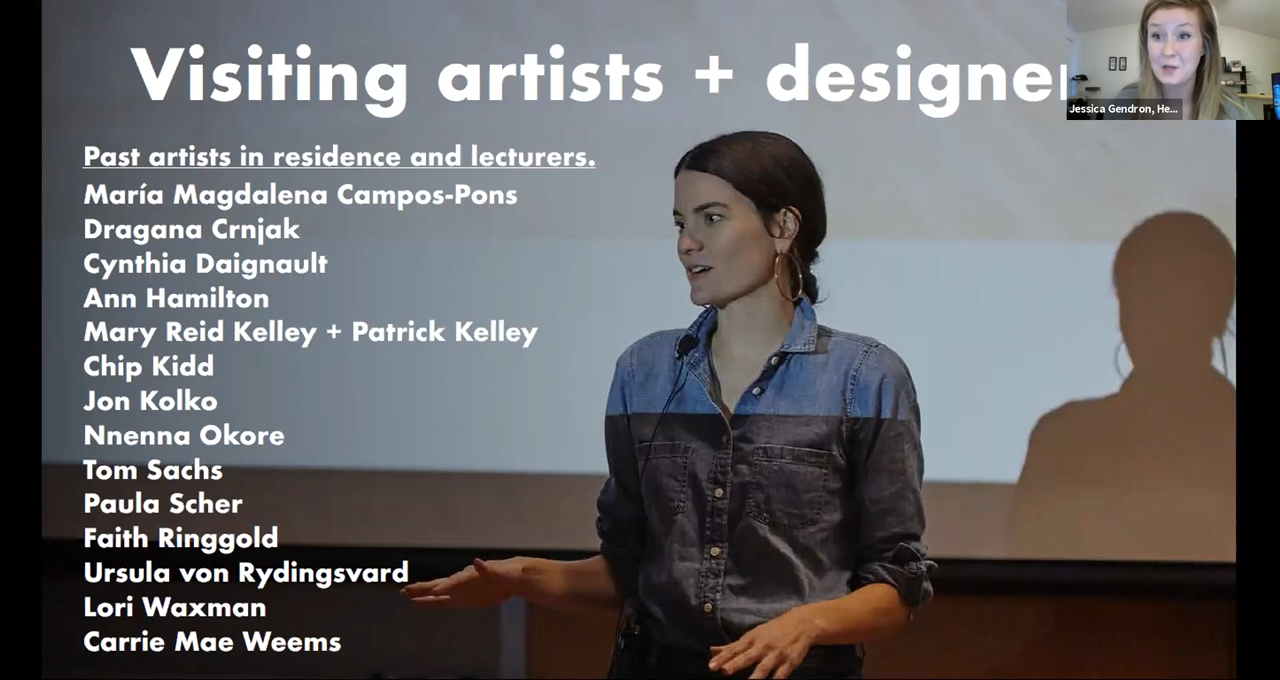 Visiting artists + designer
Jessica Gendron, He...
Past artists in residence and lecturers.
María Magdalena Campos-Pons
Dragana Crnjak
Cynthia Daignault
Ann Hamilton
Mary Reid Kelley + Patrick Kelley
Chip Kidd
Jon Kolko
Nnenna Okore
Tom Sachs
Paula Scher
Faith Ringgold
Ursula von Rydingsvard
Lori Waxman
Carrie Mae Weems